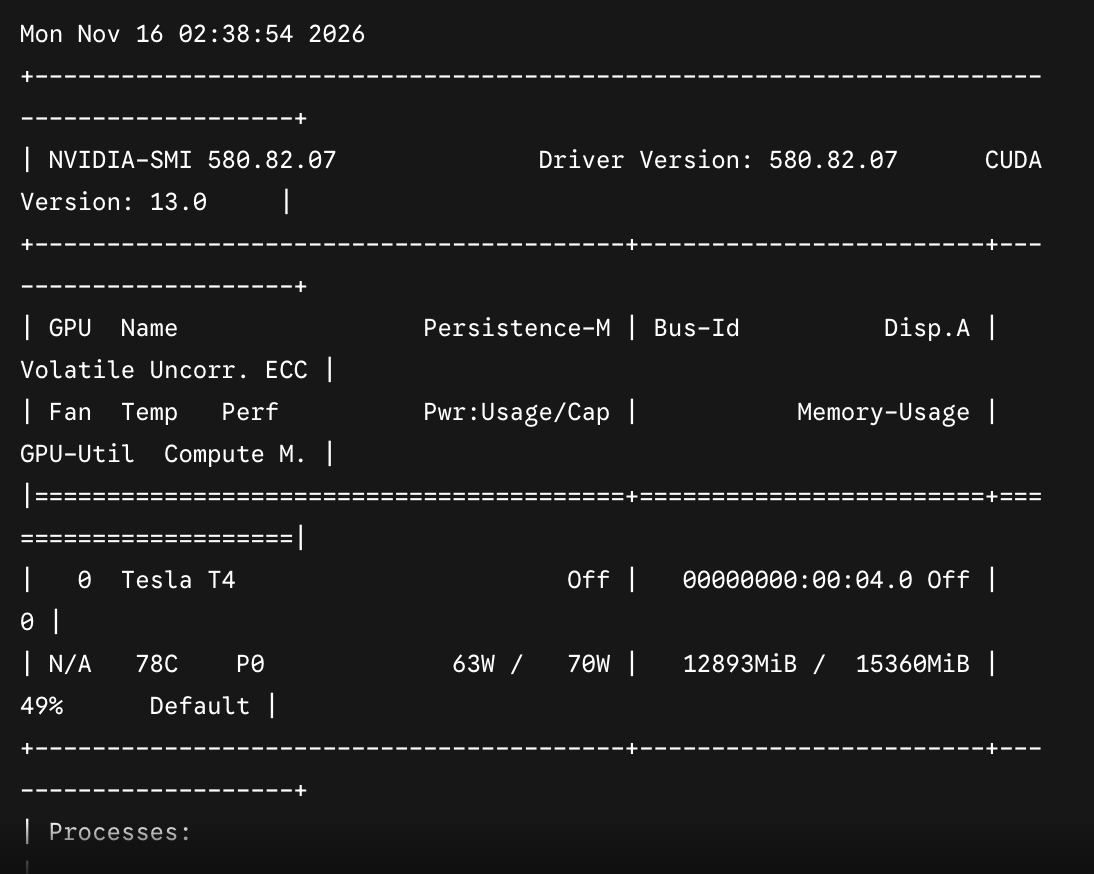 Mon Nov 16 02:38:54 2026
+----------------------------------------------------------------------
-------------------+
| NVIDIA-SMI 580.82.07              Driver Version: 580.82.07      CUDA
Version: 13.0     |
+-----------------------------------------+------------------------+---
-------------------+
| GPU  Name                 Persistence-M | Bus-Id          Disp.A |
Volatile Uncorr. ECC |
| Fan  Temp   Perf          Pwr:Usage/Cap |           Memory-Usage |
GPU-Util  Compute M. |
|=========================================+========================+===
===================|
|   0  Tesla T4                       Off |   00000000:00:04.0 Off |
0 |
| N/A   78C    P0             63W /   70W |   12893MiB /  15360MiB |
49%      Default |
+-----------------------------------------+------------------------+---
-------------------+
| Processes:
|